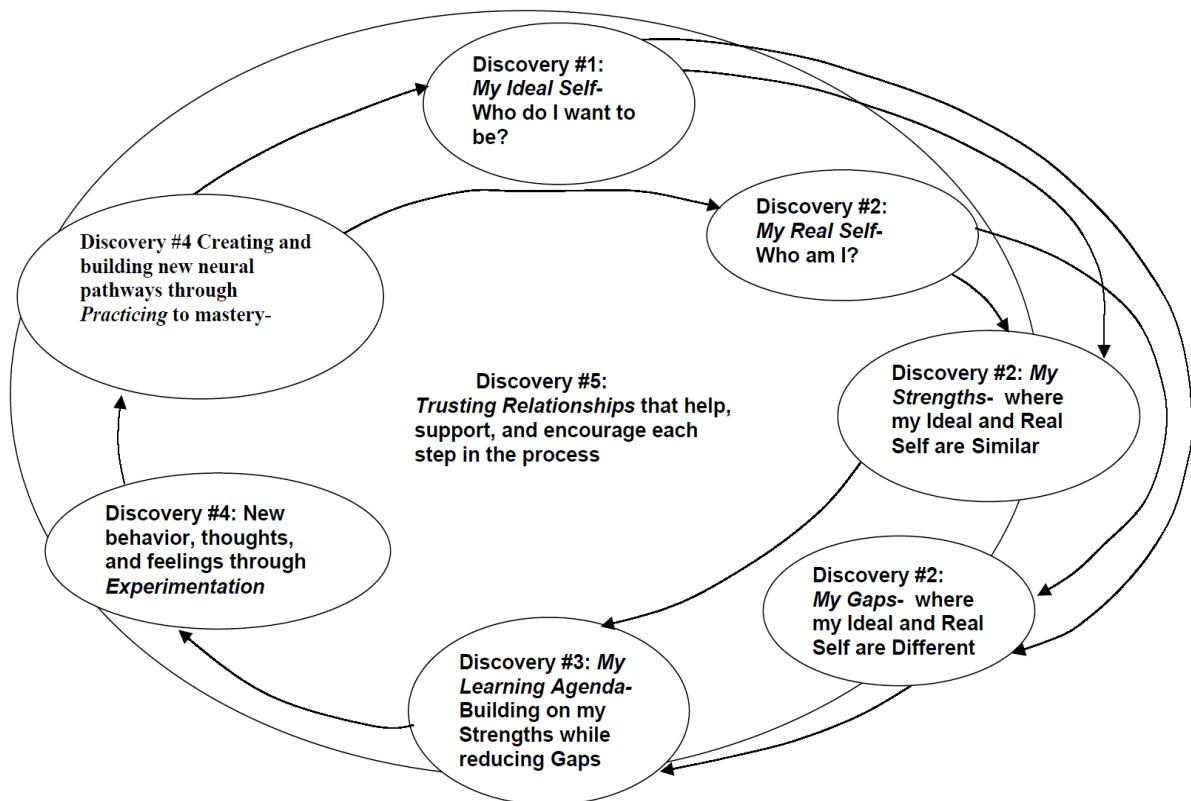 Discovery #1:
My Ideal Self-
Who do I want to
be?
Discovery #2:
My Real Self-
Who am I?
Discovery #4 Creating and
building new neural
pathways through
Practicing to mastery-
Discovery #5:
Trusting Relationships that help,
support, and encourage each
step in the process
Discovery #2: My
Strengths- where
my Ideal and Real
Self are Similar
Discovery #4: New
behavior, thoughts,
and feelings through
Experimentation
Discovery #2:
My Gaps- where
my Ideal and Real
Self are Different
Discovery #3: My
Learning Agenda-
Building on my
Strengths while
reducing Gaps